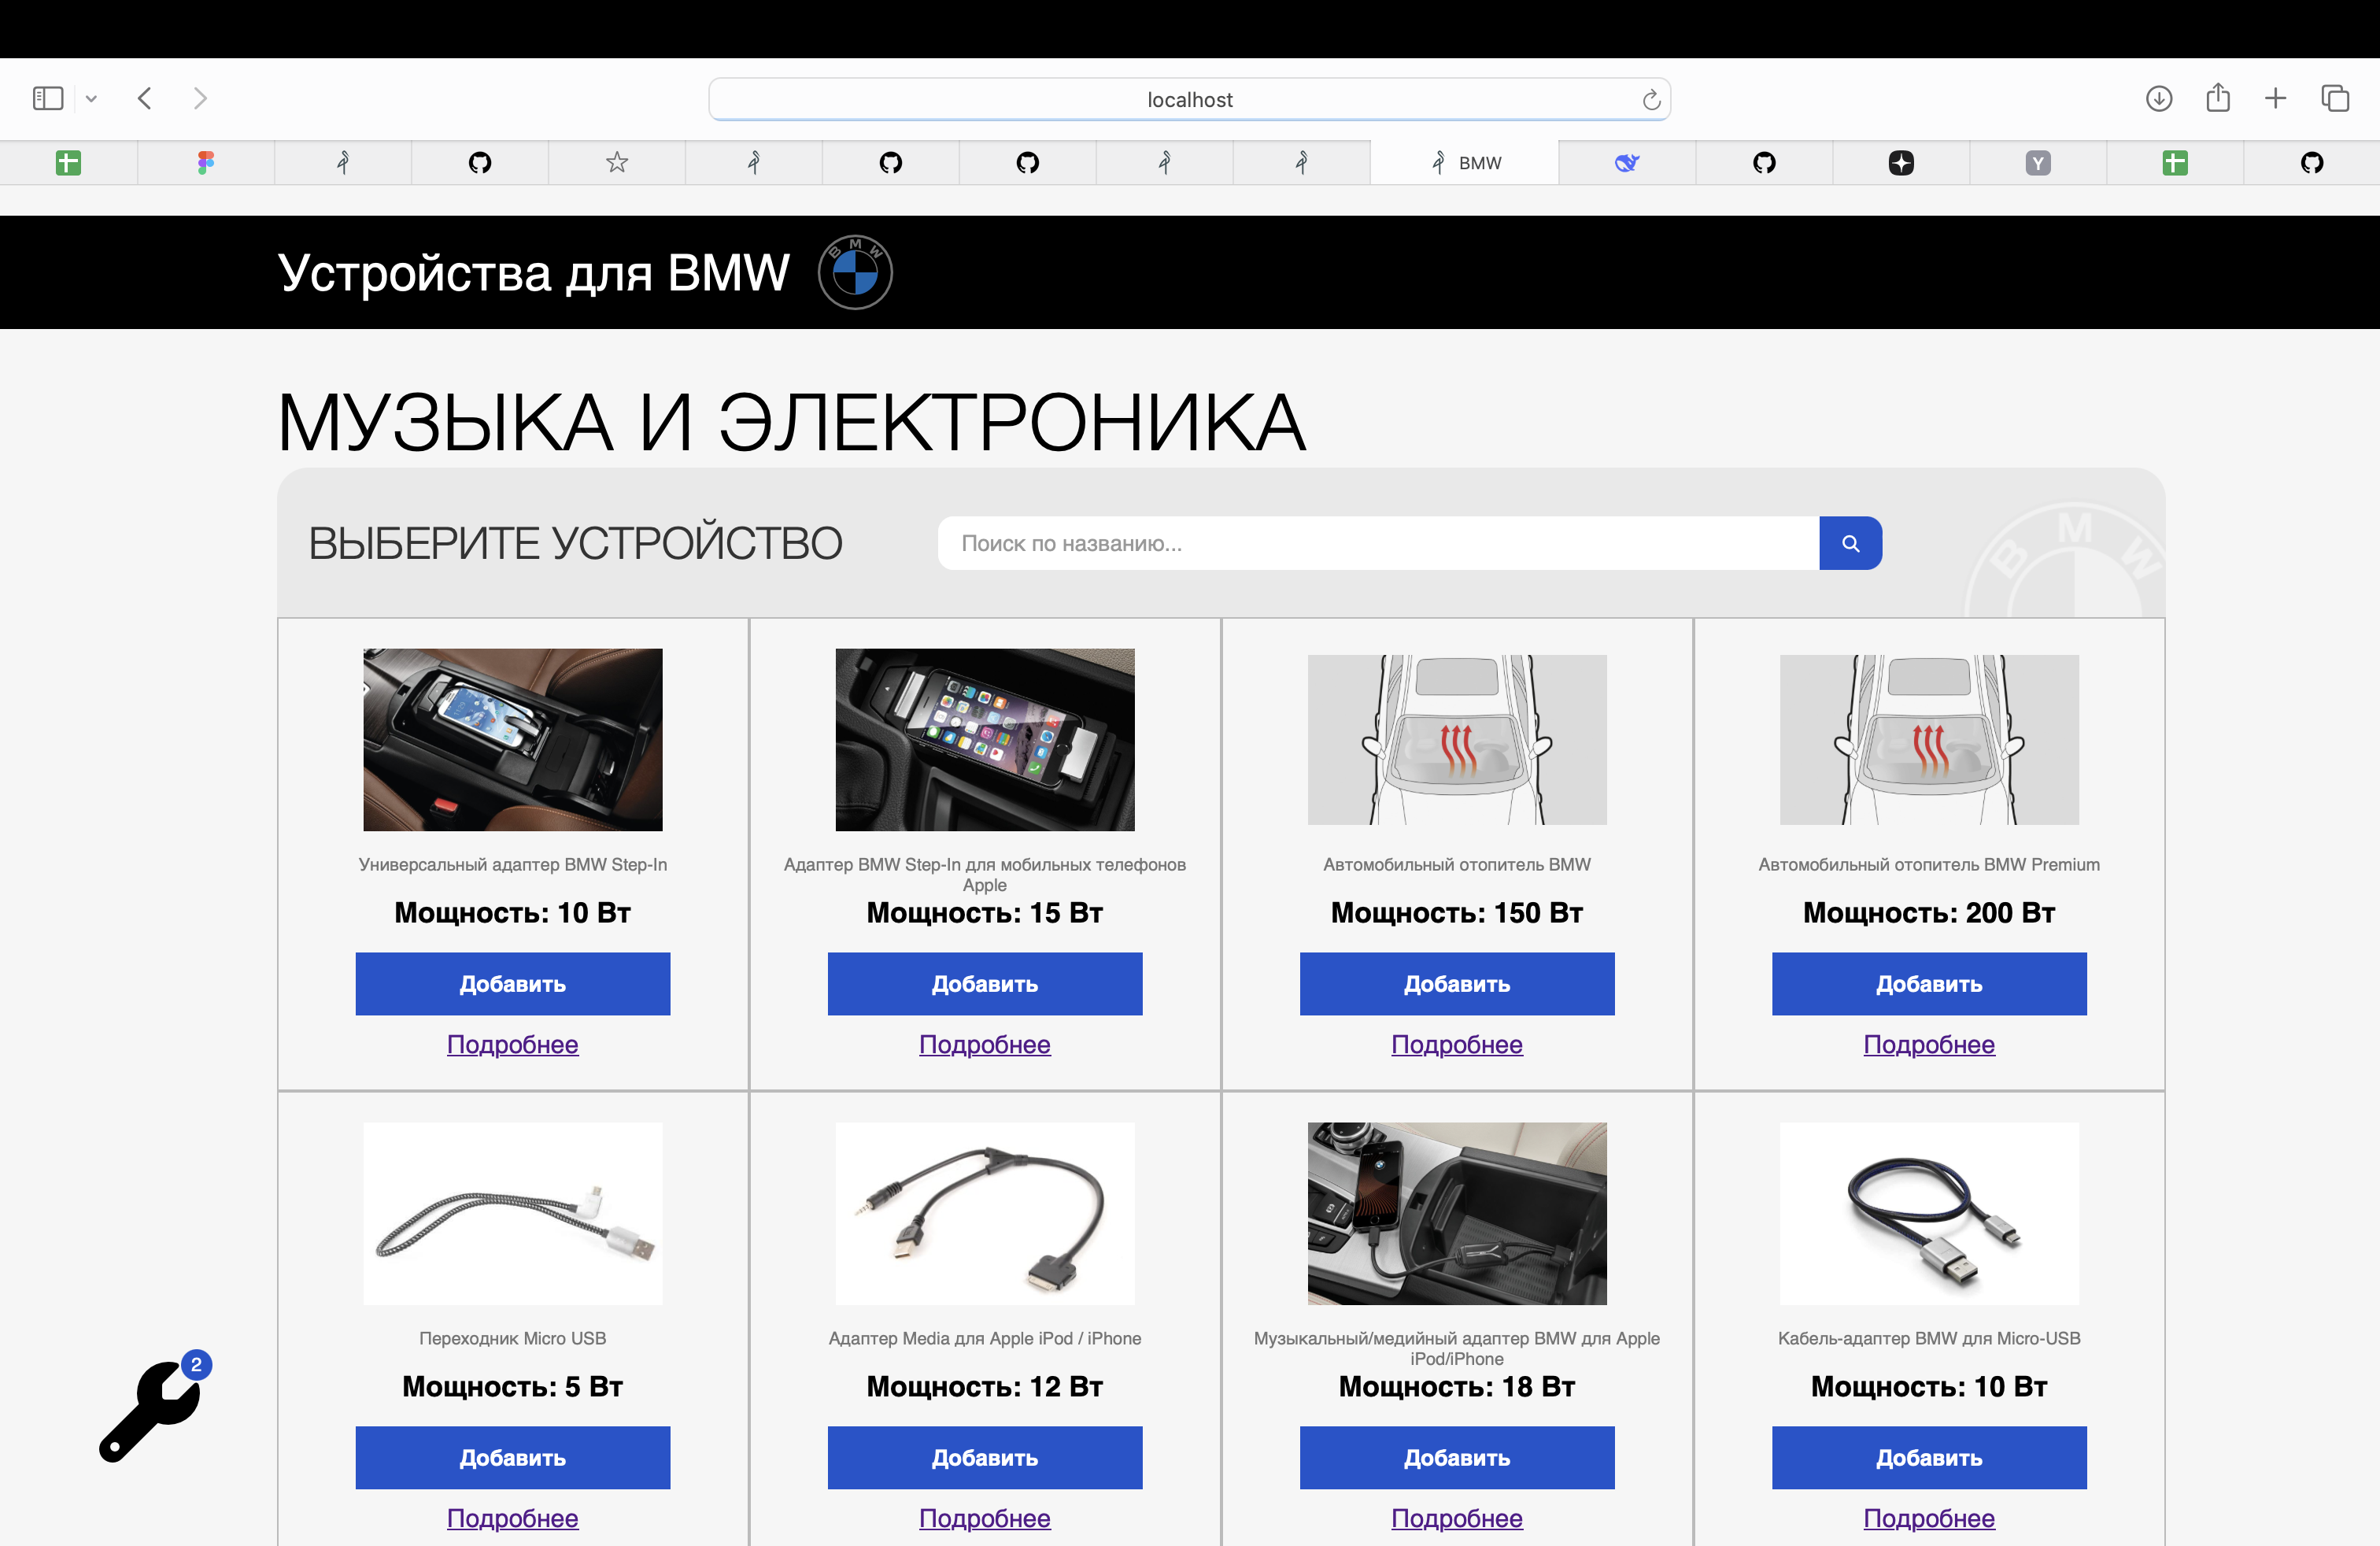 localhost
BMW
Y
Устройства для BMW
BMW
МУЗЫКА И ЭЛЕКТРОНИКА
ВЫБЕРИТЕ УСТРОЙСТВО
Поиск по названию...
BMW
Универсальный адаптер BMW Step-In
Мощность: 10 Вт
Добавить
Подробнее
Адаптер BMW Step-In для мобильных телефонов
Apple
Мощность: 15 Вт
Добавить
Подробнее
Автомобильный отопитель BMW
Мощность: 150 Вт
Добавить
Подробнее
Автомобильный отопитель BMW Premium
Мощность: 200 Вт
Добавить
Подробнее
Переходник Micro USB
Мощность: 5 Вт
Добавить
Подробнее
Адаптер Media для Apple iPod / iPhone
Мощность: 12 Вт
Добавить
Подробнее
Музыкальный/медийный адаптер BMW для Apple
iPod/iPhone
Мощность: 18 Вт
Добавить
Подробнее
Кабель-адаптер BMW для Micro-USB
Мощность: 10 Вт
Добавить
Подробнее
2